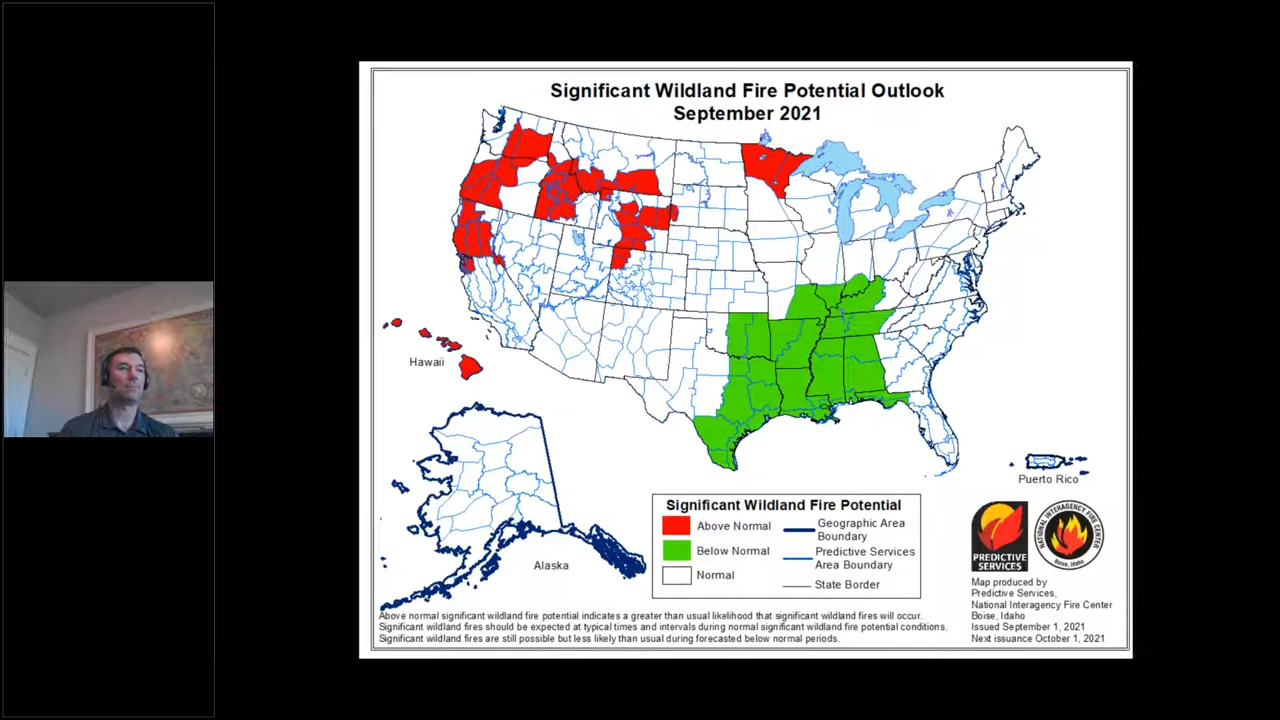 Significant Wildland Fire Potential Outlook
September 2021
Hawaii
Alaska
Puerto Rico
Significant Wildland Fire Potential
Above Normal
Below Normal
Normal
Geographic Area
Boundary
Predictive Services
Area Boundary
State Border
PREDICTIVE
SERVICES
NATIONAL INTERAGENCY FIRE CENTER
Boise, Idaho
Map produced by
Predictive Services,
National Interagency Fire Center
Boise, Idaho
Issued September 1, 2021
Next issuance October 1, 2021
Above normal significant wildland fire potential indicates a greater than usual likelihood that significant wildland fires will occur.
Significant wildland fires should be expected at typical times and intervals during normal significant wildland fire potential conditions.
Significant wildland fires are still possible but less likely than usual during forecasted below normal periods.